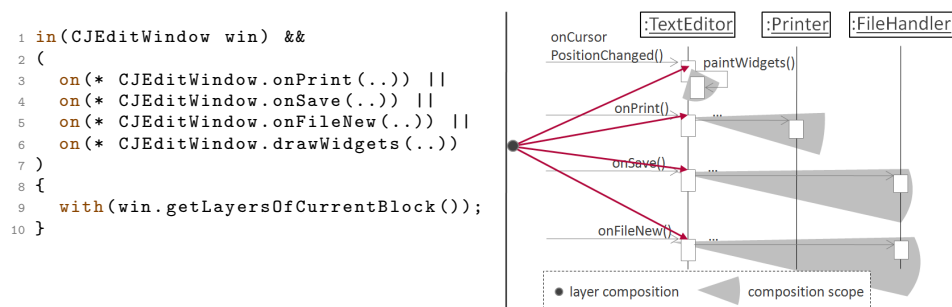 1 in(CJEditWindow win) &&
2 (
3 on(* CJEditWindow.onPrint(..)) ||
4 on(* CJEditWindow.onSave(..)) ||
5 on(* CJEditWindow.onFileNew(..)) ||
6 on(* CJEditWindow.drawWidgets(..))
7 )
8 {
9 with(win.getLayersOfCurrentBlock());
10 }
:TextEditor :Printer :FileHandler
onCursor
PositionChanged()
paintWidgets()
onPrint() ...
onSave() ...
onFileNew() ...
layer composition composition scope